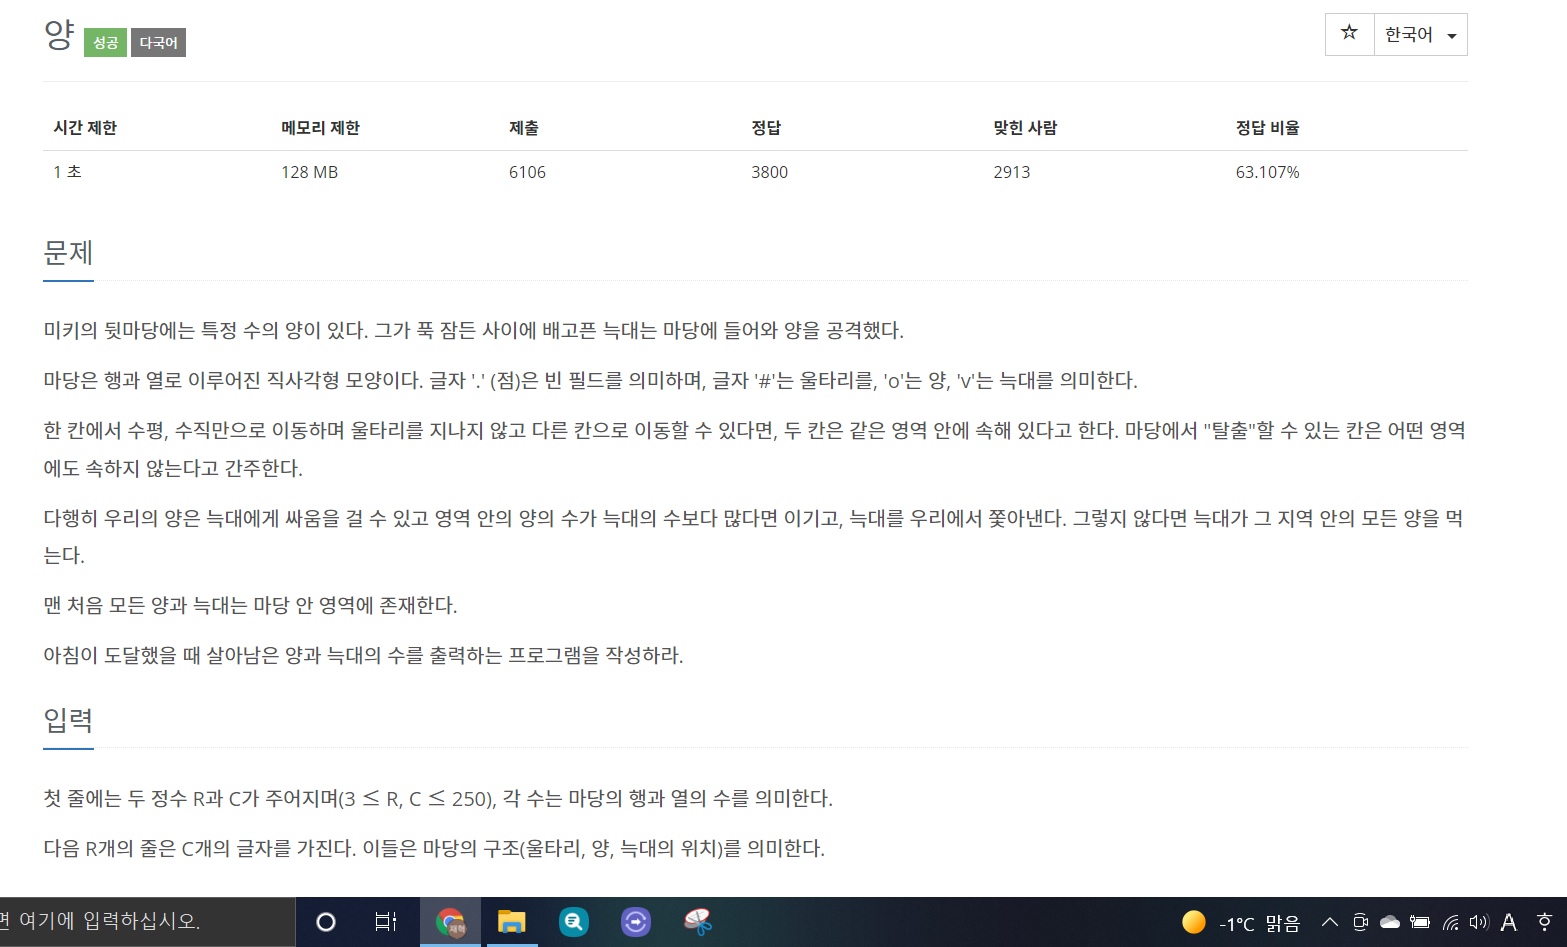 양 성공 다국어
☆ 한국어
시간 제한 메모리 제한 제출 정답 맞힌 사람 정답 비율
1 초 128 MB 6106 3800 2913 63.107%
문제
미키의 뒷마당에는 특정 수의 양이 있다. 그가 푹 잠든 사이에 배고픈 늑대는 마당에 들어와 양을 공격했다.
마당은 행과 열로 이루어진 직사각형 모양이다. 글자 '.' (점)은 빈 필드를 의미하며, 글자 '#'는 울타리를, 'o'는 양, 'v'는 늑대를 의미한다.
한 칸에서 수평, 수직만으로 이동하며 울타리를 지나지 않고 다른 칸으로 이동할 수 있다면, 두 칸은 같은 영역 안에 속해 있다고 한다. 마당에서 "탈출"할 수 있는 칸은 어떤 영역
에도 속하지 않는다고 간주한다.
다행히 우리의 양은 늑대에게 싸움을 걸 수 있고 영역 안의 양의 수가 늑대의 수보다 많다면 이기고, 늑대를 우리에서 쫓아낸다. 그렇지 않다면 늑대가 그 지역 안의 모든 양을 먹
는다.
맨 처음 모든 양과 늑대는 마당 안 영역에 존재한다.
아침이 도달했을 때 살아남은 양과 늑대의 수를 출력하는 프로그램을 작성하라.
입력
첫 줄에는 두 정수 R과 C가 주어지며(3 ≤ R, C ≤ 250), 각 수는 마당의 행과 열의 수를 의미한다.
다음 R개의 줄은 C개의 글자를 가진다. 이들은 마당의 구조(울타리, 양, 늑대의 위치)를 의미한다.
면 여기에 입력하십시오. 재혁 -1°C 맑음 A